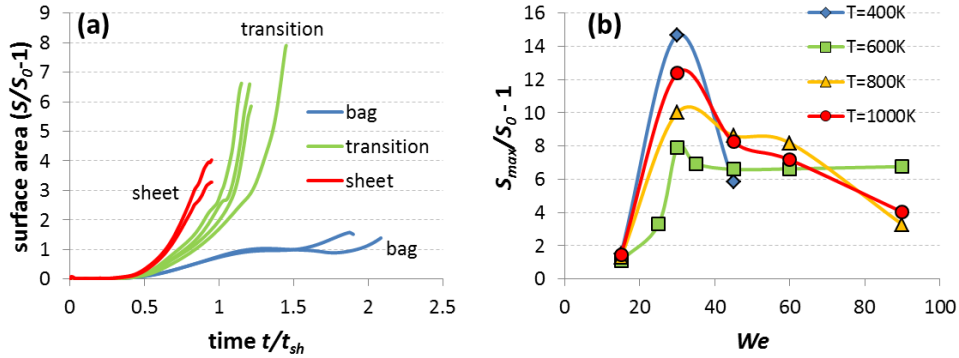 (a)
surface area (S/S0-1)
9
8
7
6
5
4
3
2
1
0
0
0.5
1
1.5
2
2.5
time t/tsh
transition
sheet
bag
bag
transition
sheet
(b)
Smax/S0 - 1
16
14
12
10
8
6
4
2
0
0
20
40
60
80
100
We
T=400K
T=600K
T=800K
T=1000K